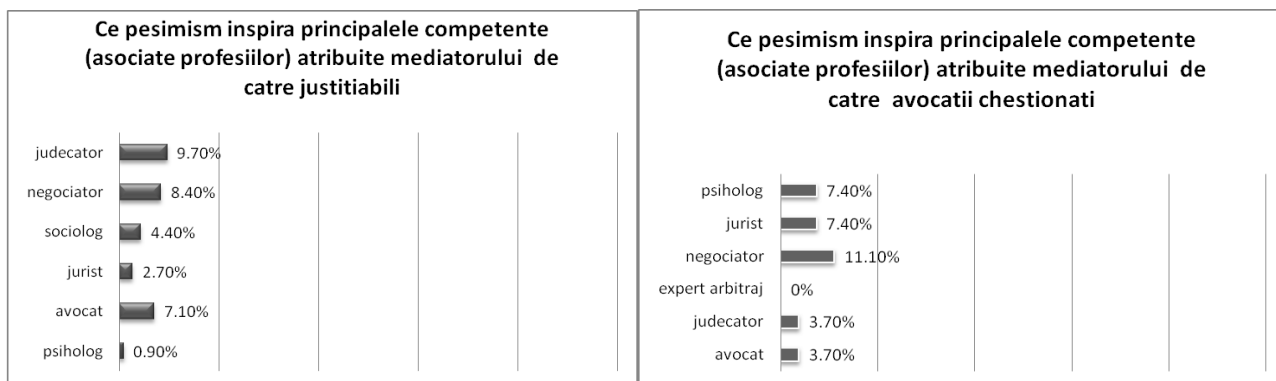 Ce pesimism inspira principalele competente
(asociate profesiilor) atribuite mediatorului de
catre justitiabili
judecator 9.70%
negociator 8.40%
sociolog 4.40%
jurist 2.70%
avocat 7.10%
psiholog 0.90%
Ce pesimism inspira principalele competente
(asociate profesiilor) atribuite mediatorului de
catre avocatii chestionati
psiholog 7.40%
jurist 7.40%
negociator 11.10%
expert arbitraj 0%
judecator 3.70%
avocat 3.70%